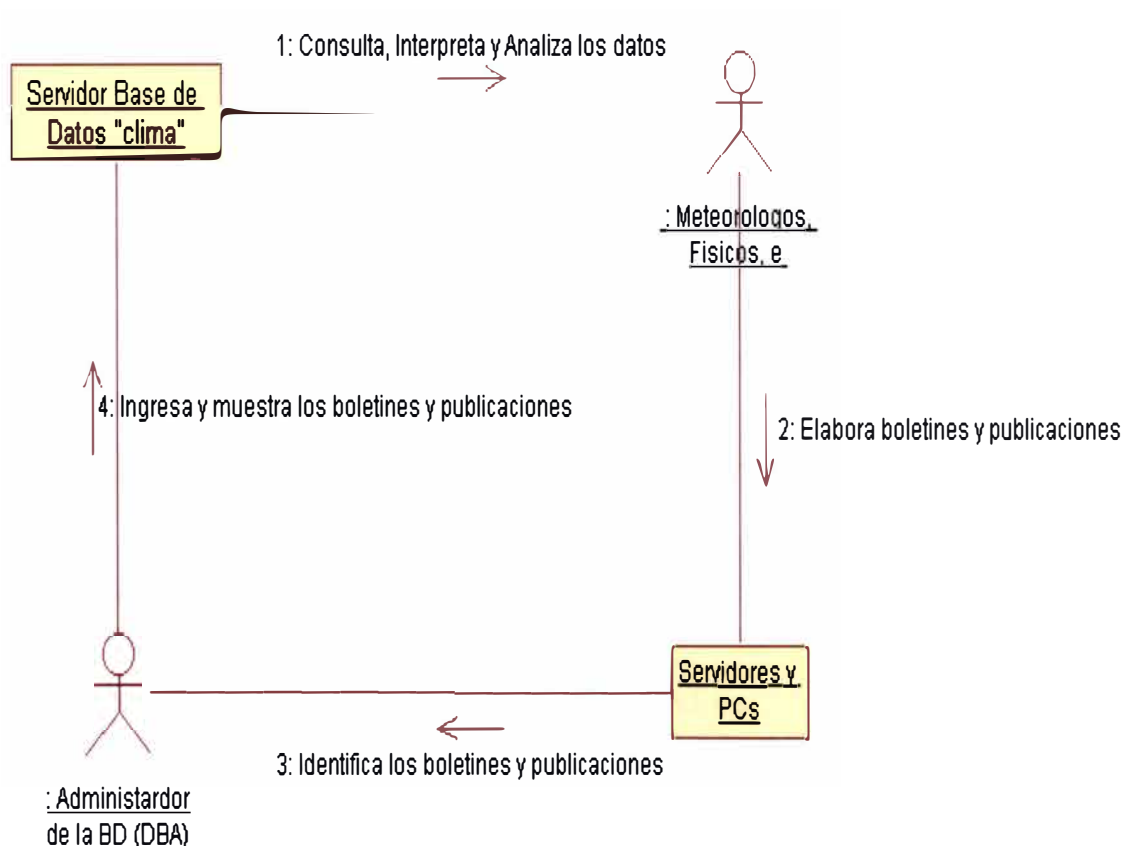 1: Consulta, Interpreta y Analiza los datos
Servidor Base de
Datos "clima"
: Meteorologos,
Fisicos, e
4: Ingresa y muestra los boletines y publicaciones
2: Elabora boletines y publicaciones
Servidores y
PCs
3: Identifica los boletines y publicaciones
: Administardor
de la BD (DBA)